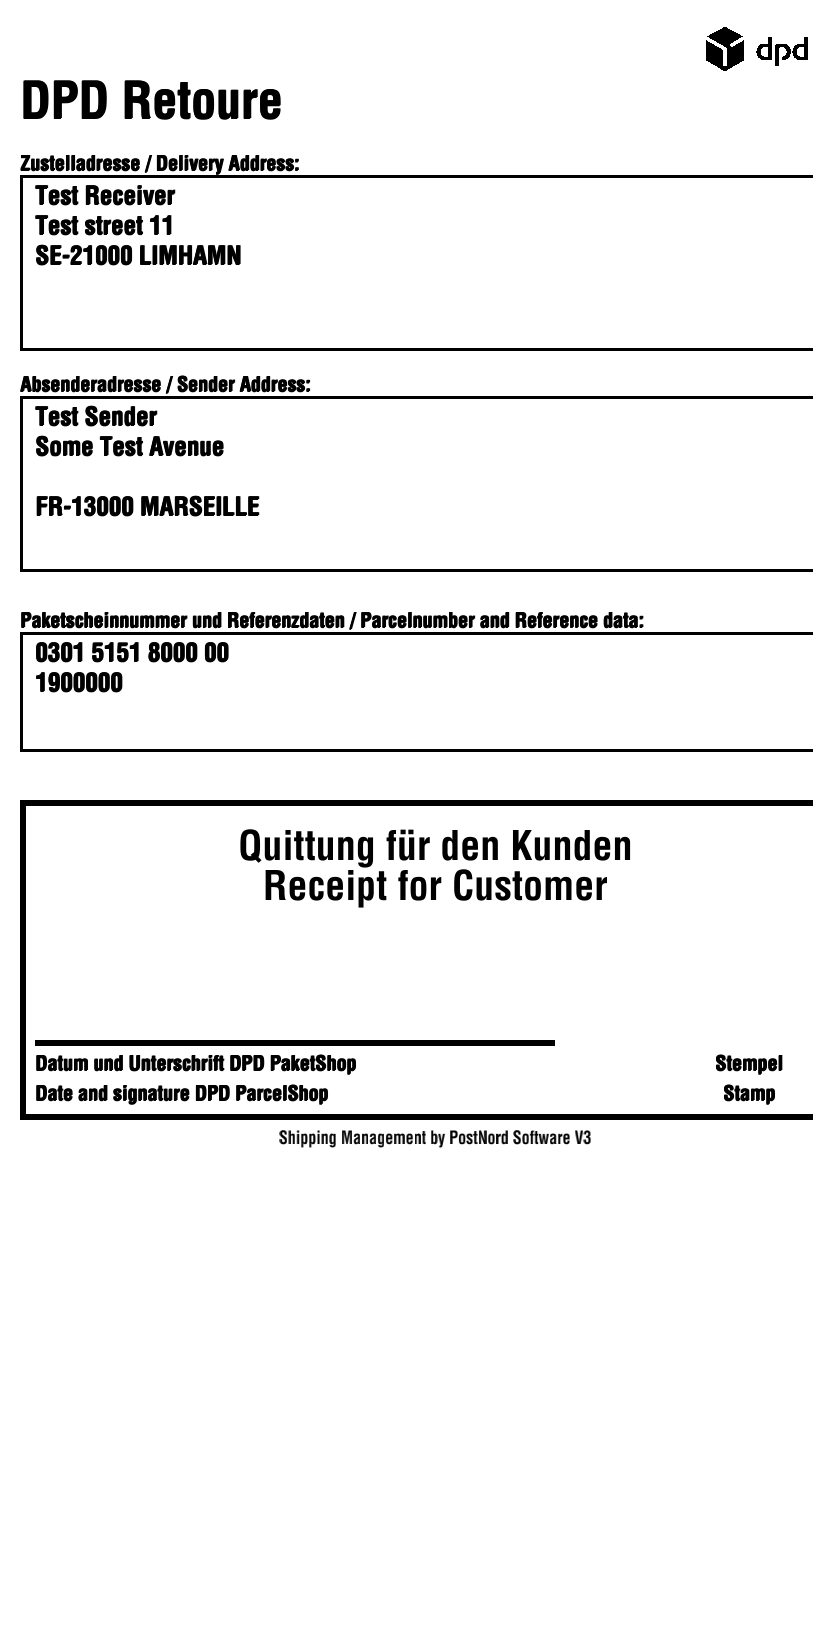 dpd
DPD Retoure
Zustelladresse / Delivery Address:
Test Receiver
Test street 11
SE-21000 LIMHAMN
Absenderadresse / Sender Address:
Test Sender
Some Test Avenue
FR-13000 MARSEILLE
Paketscheinnummer und Referenzdaten / Parcelnumber and Reference data:
0301 5151 8000 00
1900000
Quittung für den Kunden
Receipt for Customer
Datum und Unterschrift DPD PaketShop
Stempel
Date and signature DPD ParcelShop
Stamp
Shipping Management by PostNord Software V3